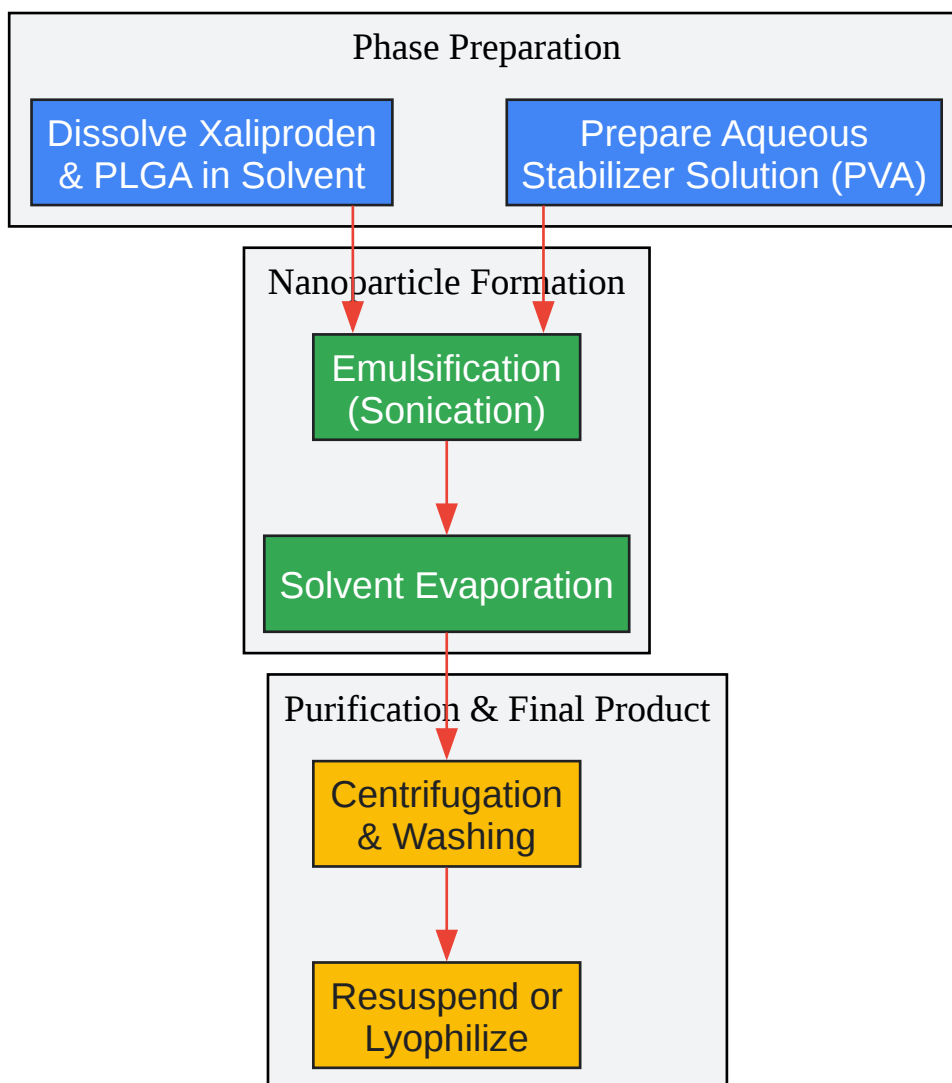 Phase Preparation
Dissolve Xaliproden
& PLGA in Solvent
Prepare Aqueous
Stabilizer Solution (PVA)
Nanoparticle Formation
Emulsification
(Sonication)
Solvent Evaporation
Purification & Final Product
Centrifugation
& Washing
Resuspend or
Lyophilize